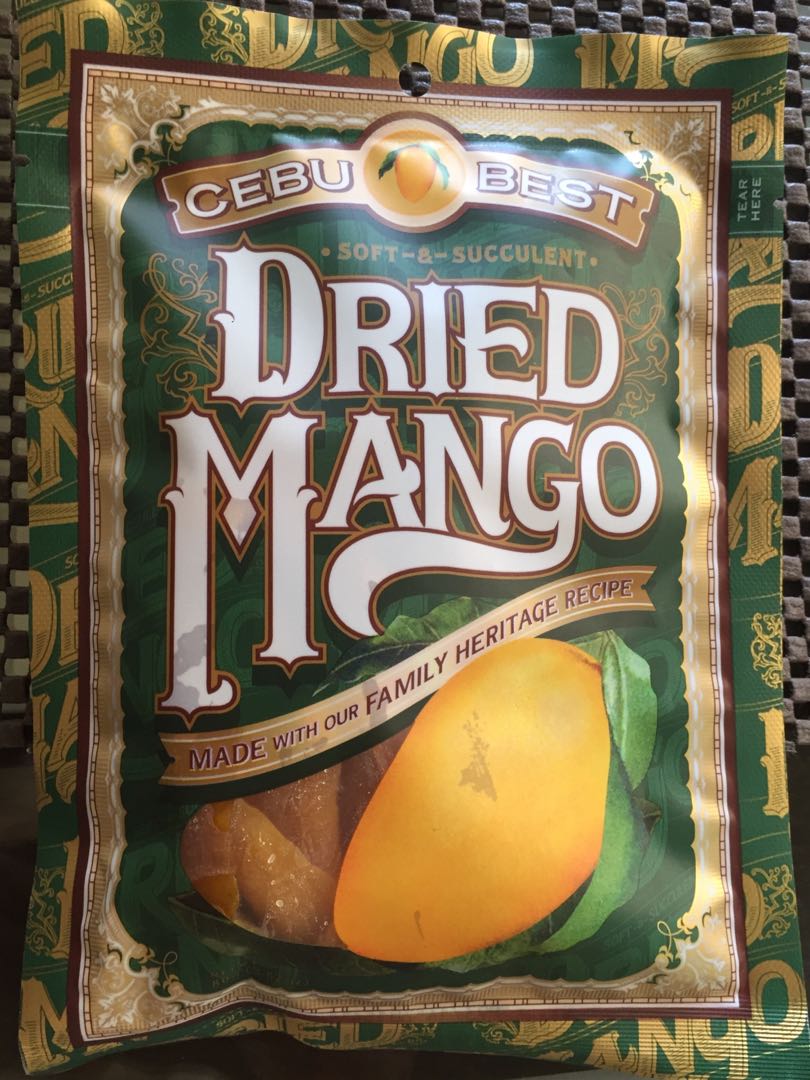 CEBU BEST
• SOFT-&-SUCCULENT •
DRIED
MANGO
MADE WITH OUR FAMILY HERITAGE RECIPE
TEAR
HERE